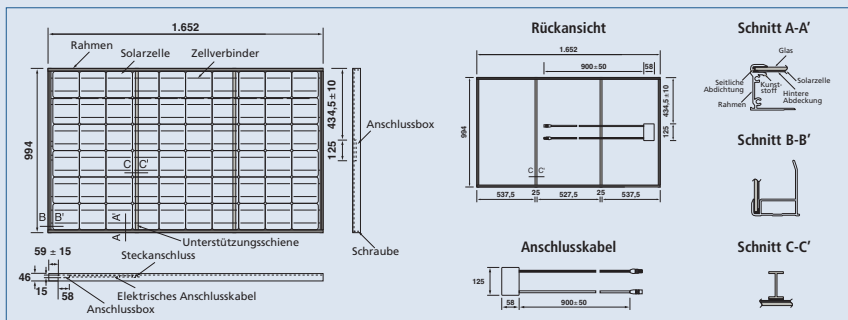 1.652
Rahmen
Solarzelle
Zellverbinder
994
434,5±10
125
Anschlussbox
C C'
B B'
A'
A
Unterstützungsschiene
Steckanschluss
Schraube
59 ± 15
46
15
58
Elektrisches Anschlusskabel
Anschlussbox
Rückansicht
1.652
900±50
58
994
434,5±10
125
C C'
25
25
537,5
527,5
537,5
Anschlusskabel
125
58
900±50
Schnitt A-A'
Glas
Seitliche
Abdichtung
Kunst-
stoff
Solarzelle
Hintere
Abdeckung
Rahmen
Schnitt B-B'
Schnitt C-C'